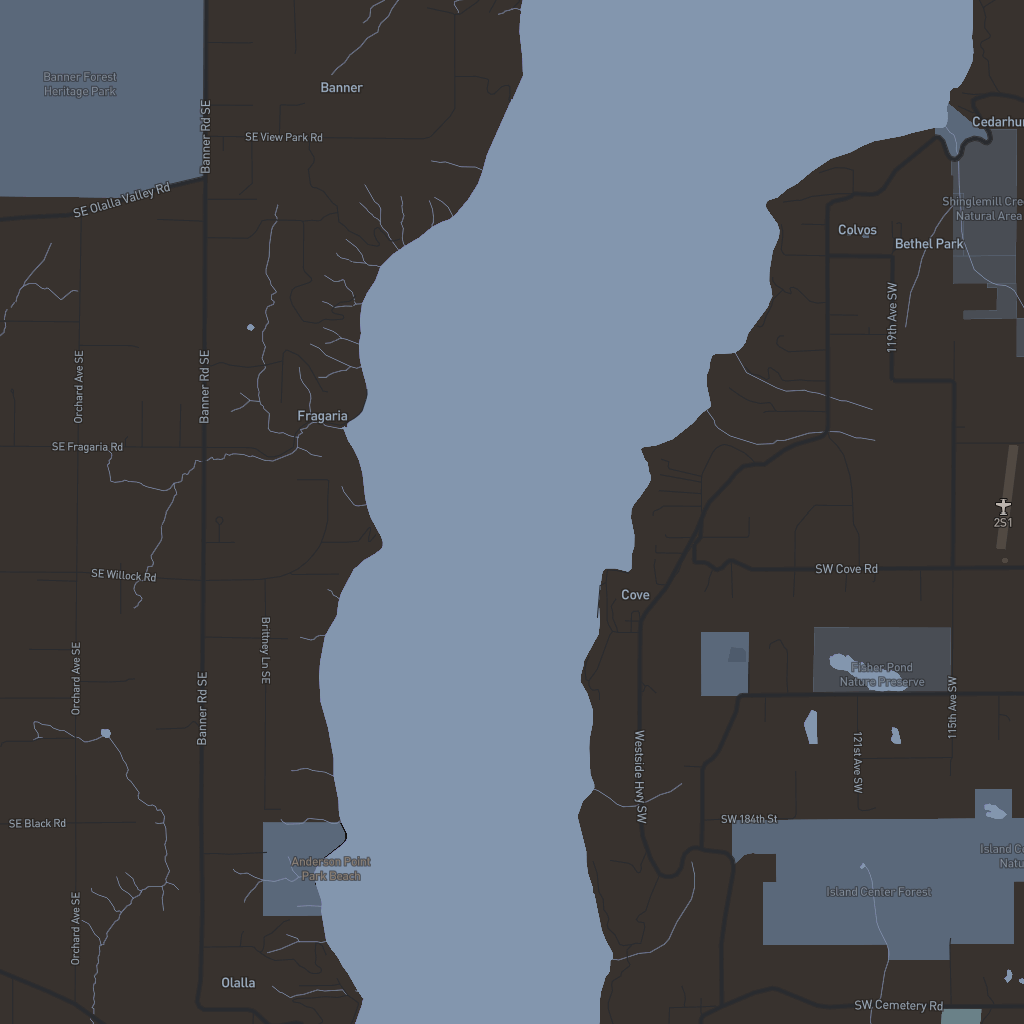 Banner Forest
Heritage Park
Banner
Banner Rd SE
SE View Park Rd
Cedarhur
SE Olalla Valley Rd
Shinglemill Cree
Natural Area
Colvos
Bethel Park
119th Ave SW
Orchard Ave SE
Banner Rd SE
Fragaria
SE Fragaria Rd
2S1
SE Willock Rd
SW Cove Rd
Cove
Brittney Ln SE
Orchard Ave SE
Banner Rd SE
Fisher Pond
Nature Preserve
115th Ave SW
Westside Hwy SW
121st Ave SW
SE Black Rd
SW 184th St
Anderson Point
Park Beach
Island Ce
Natu
Island Center Forest
Orchard Ave SE
Olalla
SW Cemetery Rd